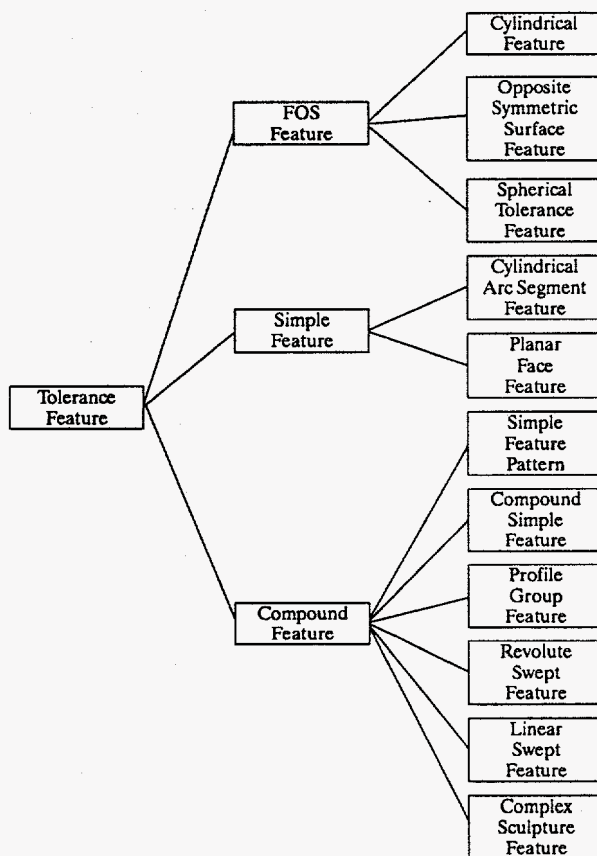 Cylindrical
Feature
Opposite
Symmetric
Surface
Feature
FOS
Feature
Spherical
Tolerance
Feature
Cylindrical
Arc Segment
Feature
Simple
Feature
Planar
Face
Feature
Tolerance
Feature
Simple
Feature
Pattern
Compound
Simple
Feature
Profile
Group
Feature
Compound
Feature
Revolute
Swept
Feature
Linear
Swept
Feature
Complex
Sculpture
Feature